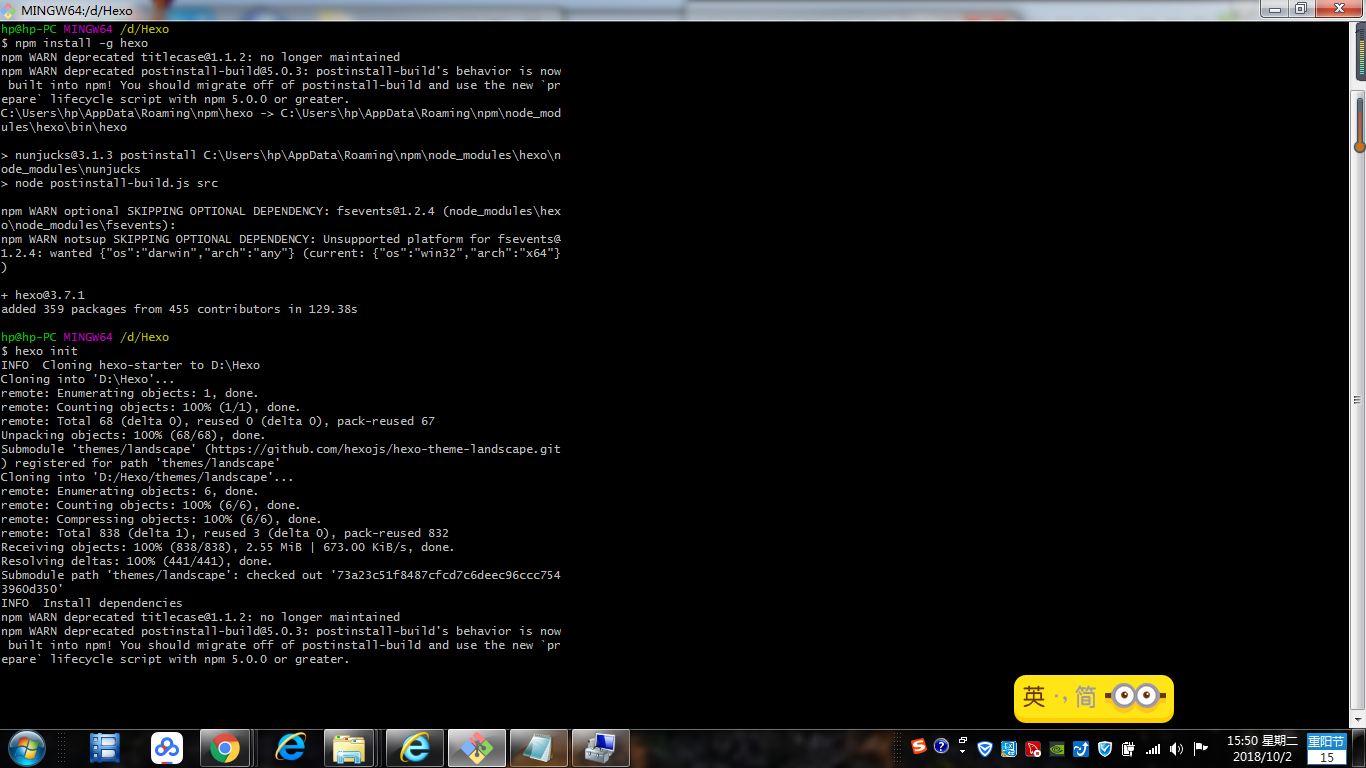 MINGW64:/d/Hexo
hp@hp-PC MINGW64 /d/Hexo
$ npm install -g hexo
npm WARN deprecated titlecase@1.1.2: no longer maintained
npm WARN deprecated postinstall-build@5.0.3: postinstall-build's behavior is now
 built into npm! You should migrate off of postinstall-build and use the new `pr
epare` lifecycle script with npm 5.0.0 or greater.
C:\Users\hp\AppData\Roaming\npm\hexo -> C:\Users\hp\AppData\Roaming\npm\node_mod
ules\hexo\bin\hexo
> nunjucks@3.1.3 postinstall C:\Users\hp\AppData\Roaming\npm\node_modules\hexo\n
ode_modules\nunjucks
> node postinstall-build.js src
npm WARN optional SKIPPING OPTIONAL DEPENDENCY: fsevents@1.2.4 (node_modules\hex
o\node_modules\fsevents):
npm WARN notsup SKIPPING OPTIONAL DEPENDENCY: Unsupported platform for fsevents@
1.2.4: wanted {"os":"darwin","arch":"any"} (current: {"os":"win32","arch":"x64"}
)
+ hexo@3.7.1
added 359 packages from 455 contributors in 129.38s
hp@hp-PC MINGW64 /d/Hexo
$ hexo init
INFO  Cloning hexo-starter to D:\Hexo
Cloning into 'D:\Hexo'...
remote: Enumerating objects: 1, done.
remote: Counting objects: 100% (1/1), done.
remote: Total 68 (delta 0), reused 0 (delta 0), pack-reused 67
Unpacking objects: 100% (68/68), done.
Submodule 'themes/landscape' (https://github.com/hexojs/hexo-theme-landscape.git
) registered for path 'themes/landscape'
Cloning into 'D:/Hexo/themes/landscape'...
remote: Enumerating objects: 6, done.
remote: Counting objects: 100% (6/6), done.
remote: Compressing objects: 100% (6/6), done.
remote: Total 838 (delta 1), reused 3 (delta 0), pack-reused 832
Receiving objects: 100% (838/838), 2.55 MiB | 673.00 KiB/s, done.
Resolving deltas: 100% (441/441), done.
Submodule path 'themes/landscape': checked out '73a23c51f8487cfcd7c6deec96ccc754
3960d350'
INFO  Install dependencies
npm WARN deprecated titlecase@1.1.2: no longer maintained
npm WARN deprecated postinstall-build@5.0.3: postinstall-build's behavior is now
 built into npm! You should migrate off of postinstall-build and use the new `pr
epare` lifecycle script with npm 5.0.0 or greater.
英 ·, 简
15:50 星期二
2018/10/2
重阳节
15